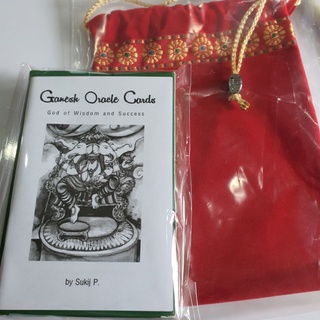 Ganesh Oracle Cards
God of Wisdom and Success
by Sukij P.